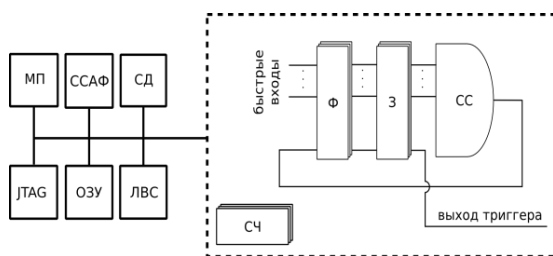 МП
ССАФ
СД
JTAG
ОЗУ
ЛВС
быстрые
входы
Ф
З
СС
СЧ
выход триггера